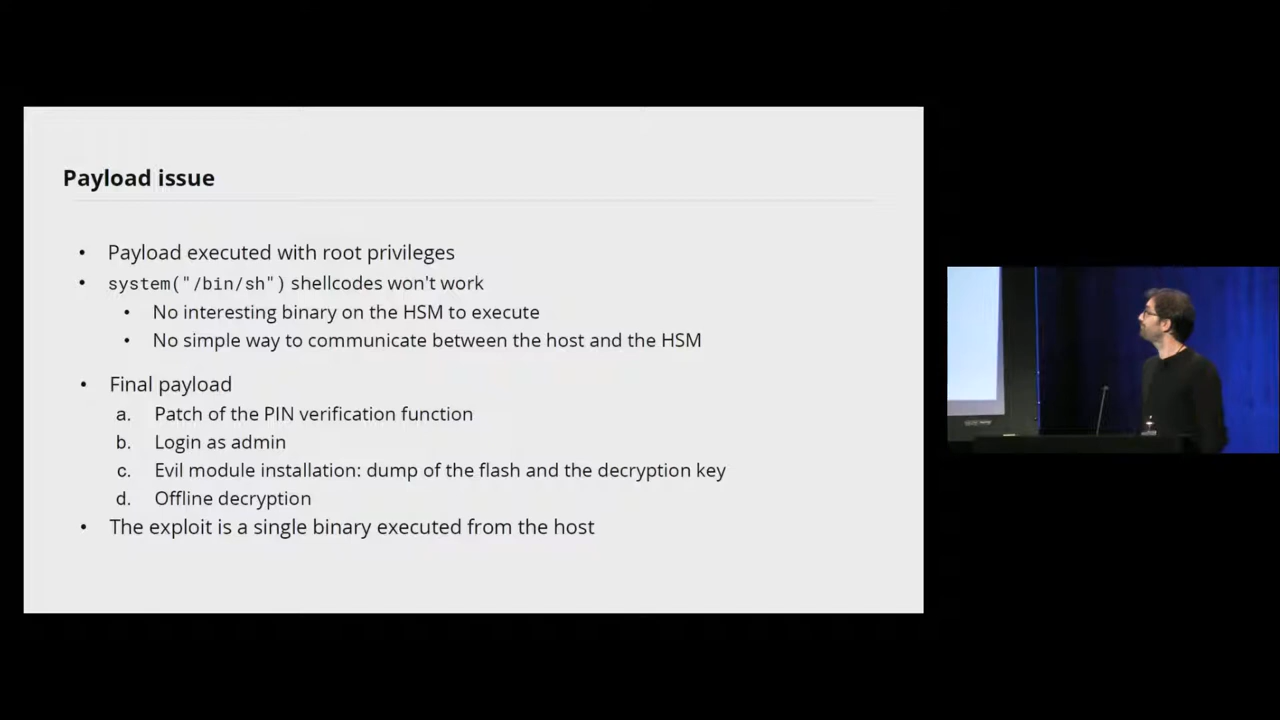 Payload issue
• Payload executed with root privileges
• system("/bin/sh") shellcodes won't work
• No interesting binary on the HSM to execute
• No simple way to communicate between the host and the HSM
• Final payload
a. Patch of the PIN verification function
b. Login as admin
c. Evil module installation: dump of the flash and the decryption key
d. Offline decryption
• The exploit is a single binary executed from the host